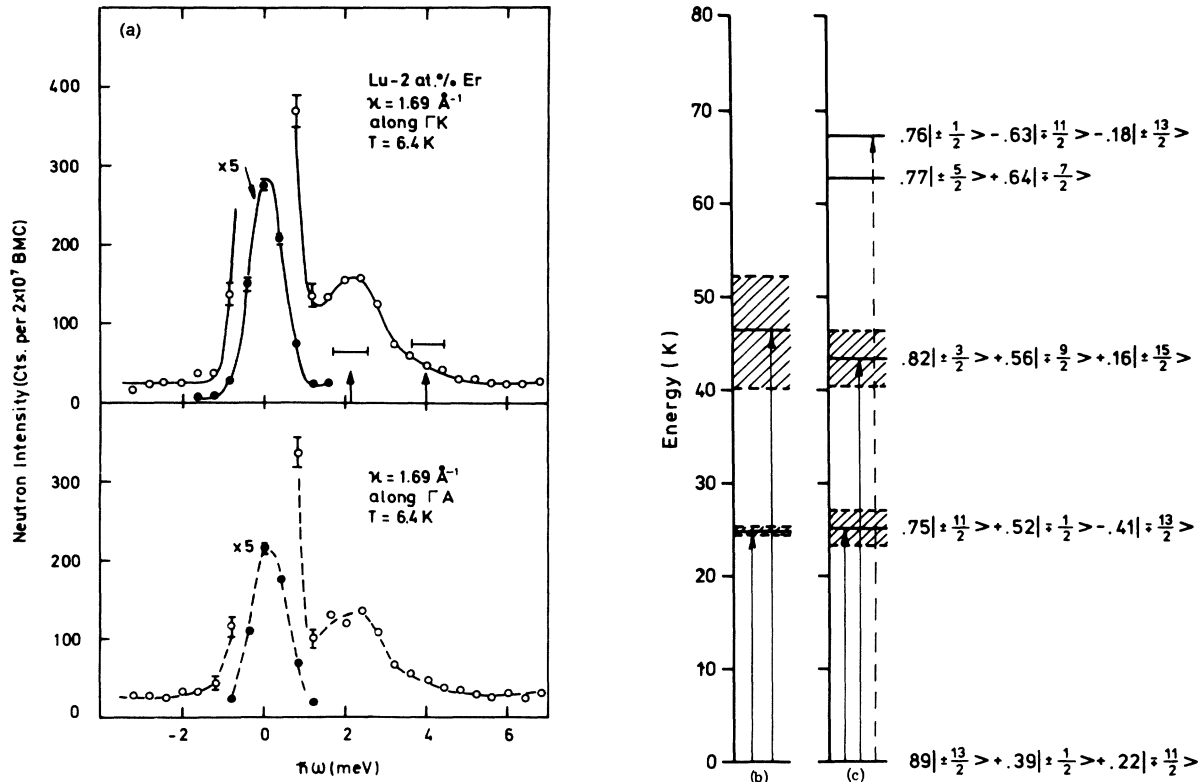 (a)
Lu-2 at.% Er
ϰ = 1.69 Å⁻¹
along ΓK
T = 6.4 K
×5
400
300
200
100
0
ϰ = 1.69 Å⁻¹
along ΓA
T = 6.4 K
×5
300
200
100
0
-2 0 2 4 6
ħω (meV)
Neutron Intensity (Cts. per 2×10⁷ BMC)
80
70
60
50
40
30
20
10
0
Energy (K)
(b)
(c)
.76|± 1/2 > - .63|∓ 11/2 > - .18|± 13/2 >
.77|± 5/2 > + .64|∓ 7/2 >
.82|± 3/2 > + .56|∓ 9/2 > + .16|± 15/2 >
.75|± 11/2 > + .52|∓ 1/2 > - .41|∓ 13/2 >
89|± 13/2 > + .39|± 1/2 > + .22|∓ 11/2 >